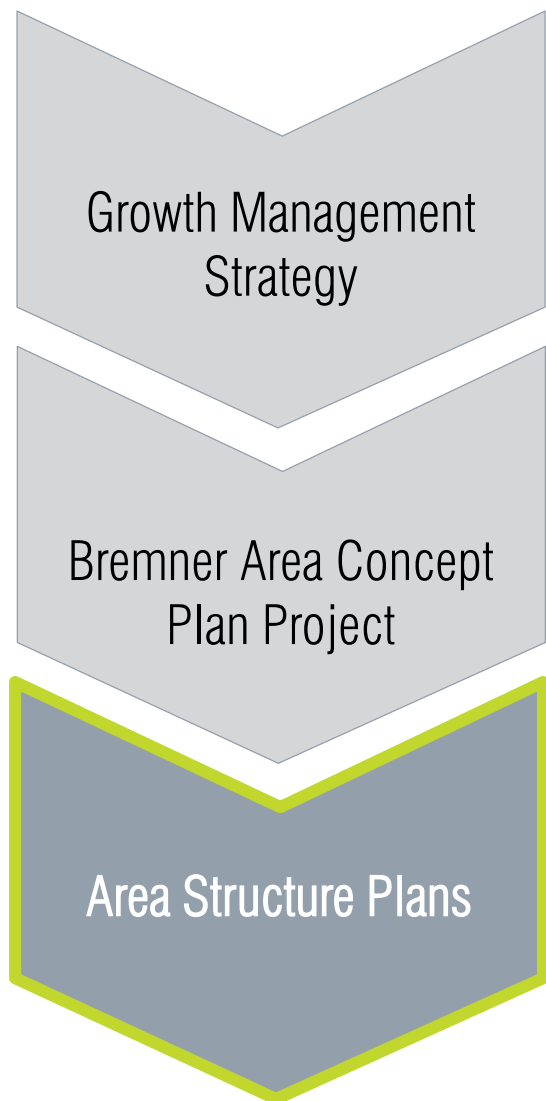 Growth Management
Strategy
Bremner Area Concept
Plan Project
Area Structure Plans